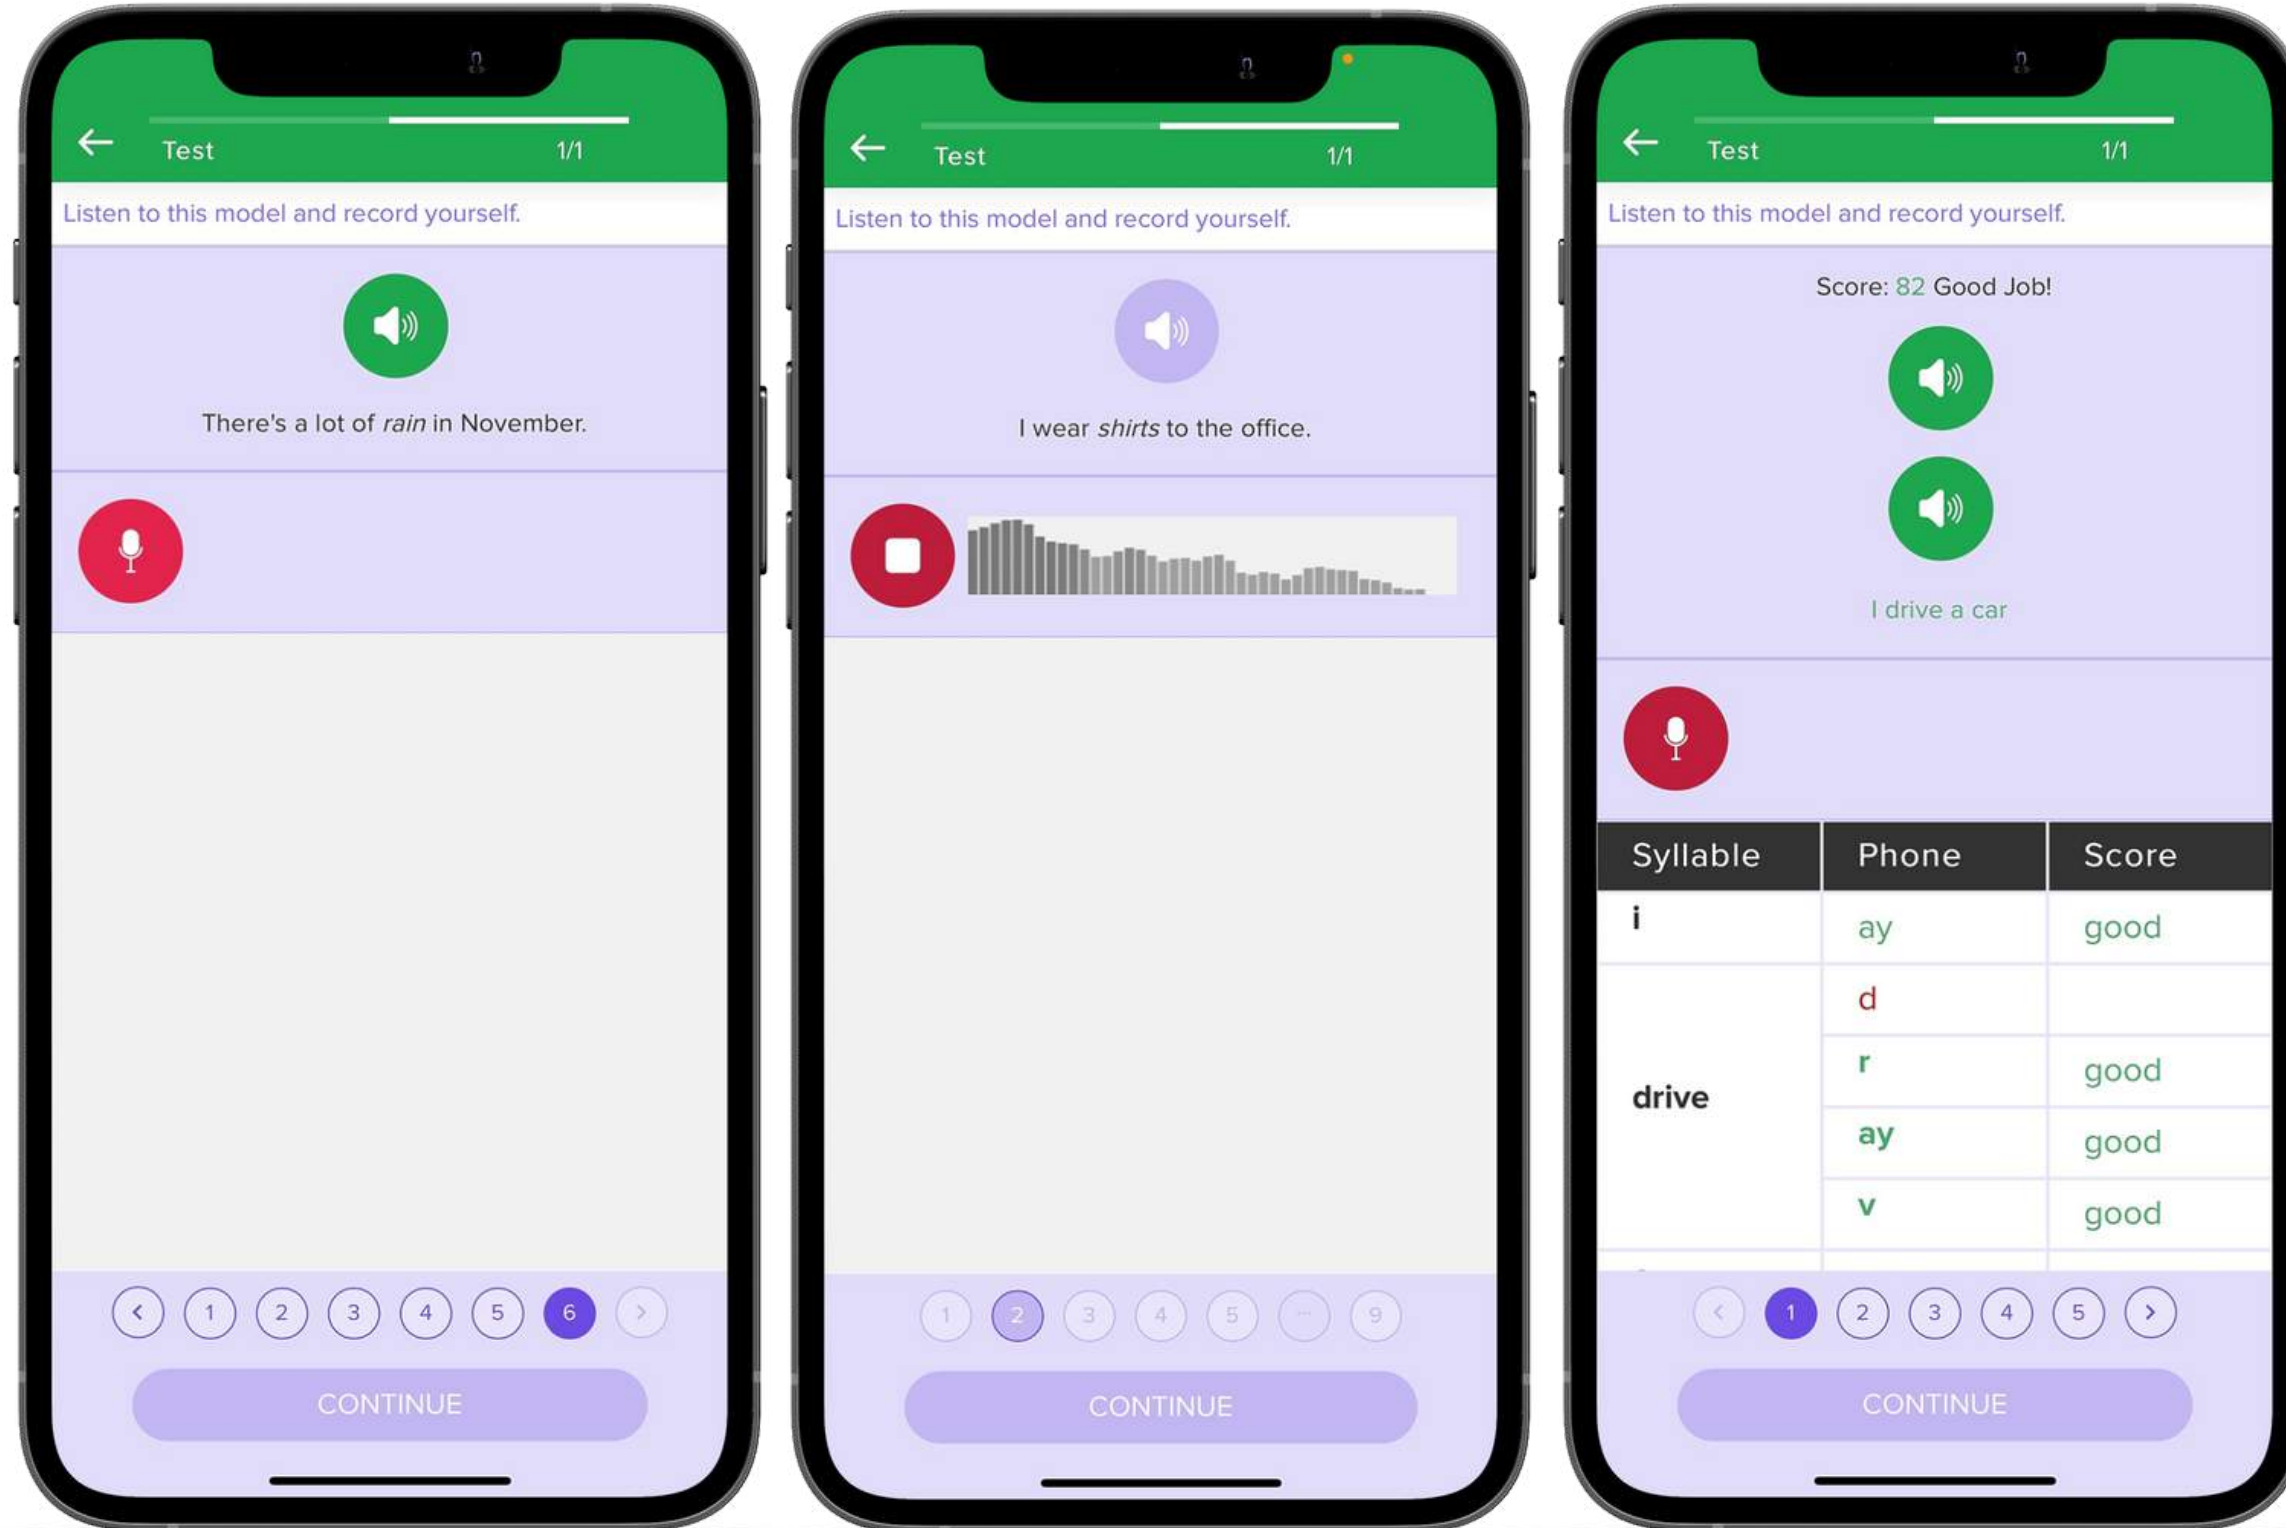 Test 1/1
Listen to this model and record yourself.
There's a lot of rain in November.
< 1 2 3 4 5 6 >
CONTINUE
Test 1/1
Listen to this model and record yourself.
I wear shirts to the office.
1 2 3 4 5 ... 9
CONTINUE
Test 1/1
Listen to this model and record yourself.
Score: 82 Good Job!
I drive a car
Syllable Phone Score
i ay good
d
r good
drive
ay good
v good
< 1 2 3 4 5 >
CONTINUE